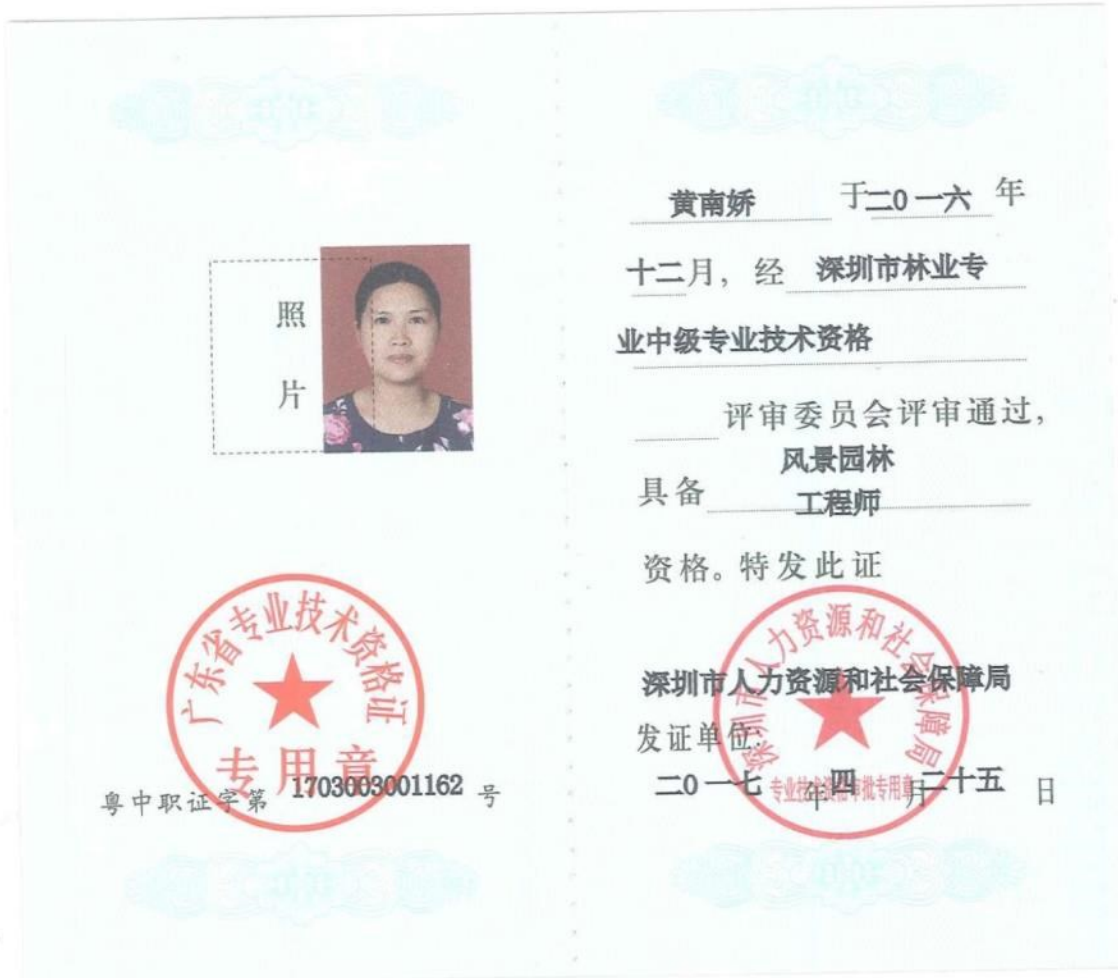 照
片
广东省专业技术资格证
专用章
粤中职证字第 1703003001162 号
黄南娇 于二0一六 年
十二月，经 深圳市林业专
业中级专业技术资格
评审委员会评审通过，
风景园林
具备 工程师
资格。特发此证
深圳市人力资源和社会保障局
深圳市人力资源和社会保障局
发证单位：
专业技术资格审批专用章
二0一七 年 四 月二十五 日